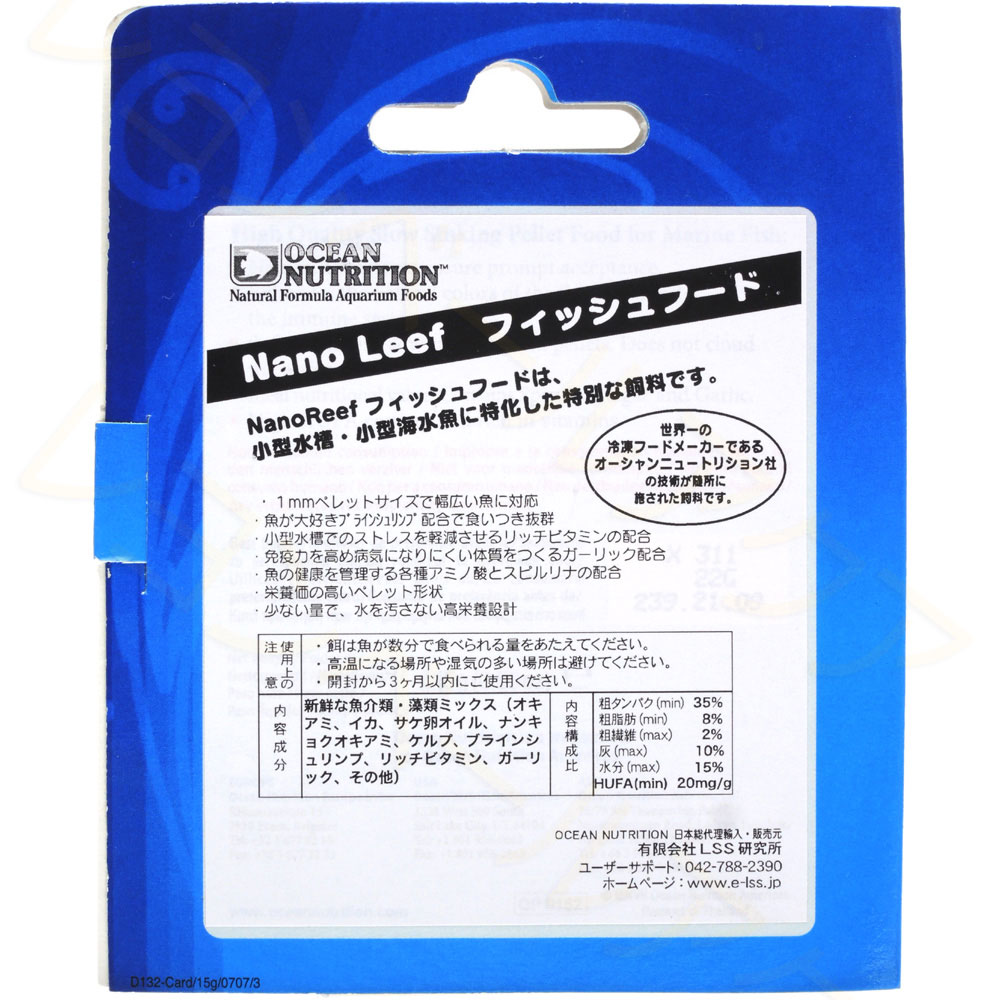 OCEAN
NUTRITION™
Natural Formula Aquarium Foods
Nano Leef フィッシュフード
NanoReef フィッシュフードは、
小型水槽・小型海水魚に特化した特別な飼料です。
世界一の
冷凍フードメーカーである
オーシャンニュートリション社
の技術が随所に
施された飼料です。
・1mmペレットサイズで幅広い魚に対応
・魚が大好きﾌﾞﾗｲﾝｼｭﾘﾝﾌﾟ配合で食いつき抜群
・小型水槽でのストレスを軽減させるリッチビタミンの配合
・免疫力を高め病気になりにくい体質をつくるガーリック配合
・魚の健康を管理する各種アミノ酸とスピルリナの配合
・栄養価の高いペレット形状
・少ない量で、水を汚さない高栄養設計
X 311
22G
239.21.09
使用上の注意
・餌は魚が数分で食べられる量をあたえてください。
・高温になる場所や湿気の多い場所は避けてください。
・開封から3ヶ月以内にご使用ください。
内容成分
新鮮な魚介類・藻類ミックス（オキ
アミ、イカ、サケ卵オイル、ナンキ
ョクオキアミ、ケルプ、ブラインシ
ュリンプ、リッチビタミン、ガーリ
ック、その他）
内容構成比
粗タンパク(min) 35%
粗脂肪(min) 8%
粗繊維(max) 2%
灰(max) 10%
水分(max) 15%
HUFA(min) 20mg/g
OCEAN NUTRITION 日本総代理輸入・販売元
有限会社LSS研究所
ユーザーサポート：042-788-2390
ホームページ：www.e-lss.jp
www.oceannutrition.com
D132-Card/15g/0707/3